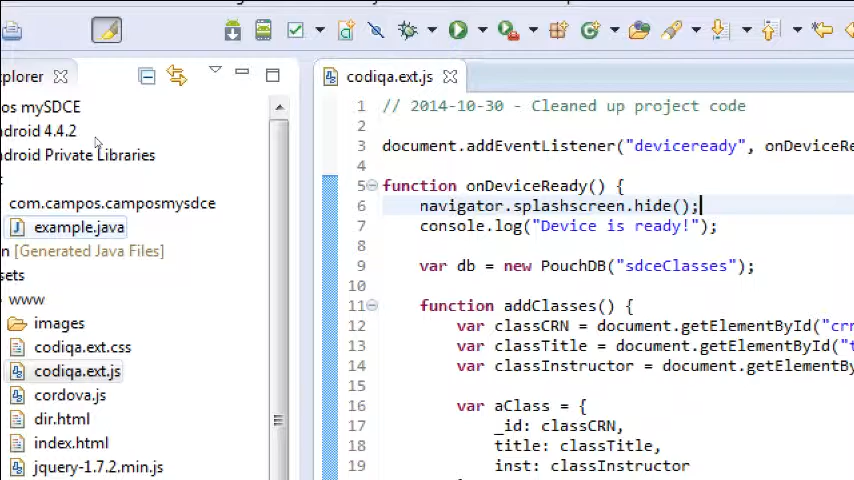 xplorer
os mySDCE
ndroid 4.4.2
ndroid Private Libraries
com.campos.camposmysdce
example.java
n [Generated Java Files]
sets
www
images
codiqa.ext.css
codiqa.ext.js
cordova.js
dir.html
index.html
jquery-1.7.2.min.js
codiqa.ext.js
1 // 2014-10-30 - Cleaned up project code
2
3 document.addEventListener("deviceready", onDeviceRe
4
5 function onDeviceReady() {
6 navigator.splashscreen.hide();
7 console.log("Device is ready!");
8
9 var db = new PouchDB("sdceClasses");
10
11 function addClasses() {
12 var classCRN = document.getElementById("crn
13 var classTitle = document.getElementById("t
14 var classInstructor = document.getElementBy
15
16 var aClass = {
17 _id: classCRN,
18 title: classTitle,
19 inst: classInstructor